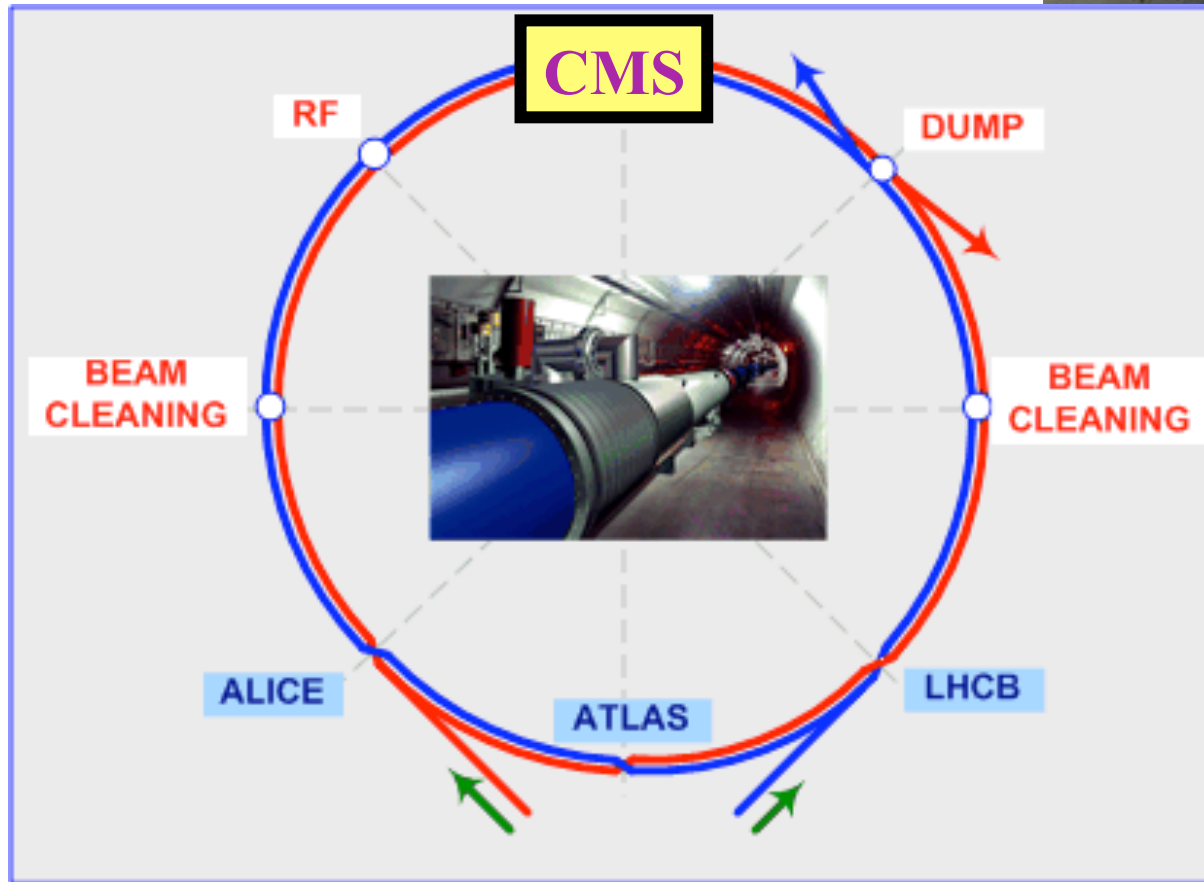 CMS
RF
DUMP
BEAM
CLEANING
BEAM
CLEANING
ALICE
ATLAS
LHCB